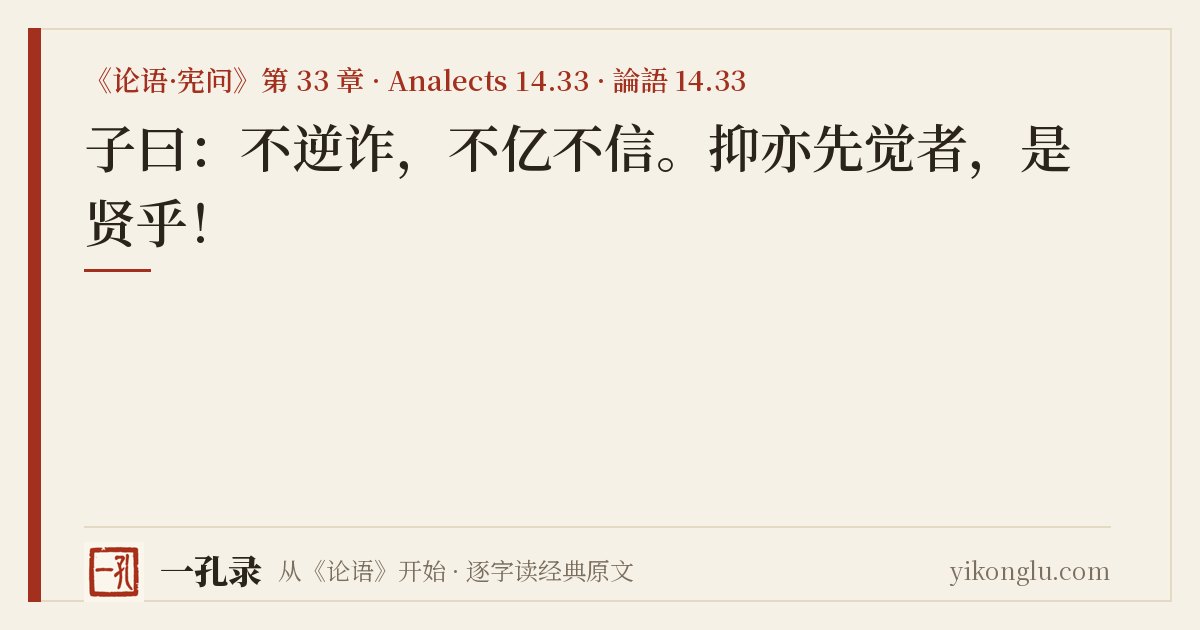 《论语·宪问》第 33 章 · Analects 14.33 · 論語 14.33
子曰：不逆诈，不亿不信。抑亦先觉者，是
贤乎！
一孔
一孔录 从《论语》开始 · 逐字读经典原文 yikonglu.com